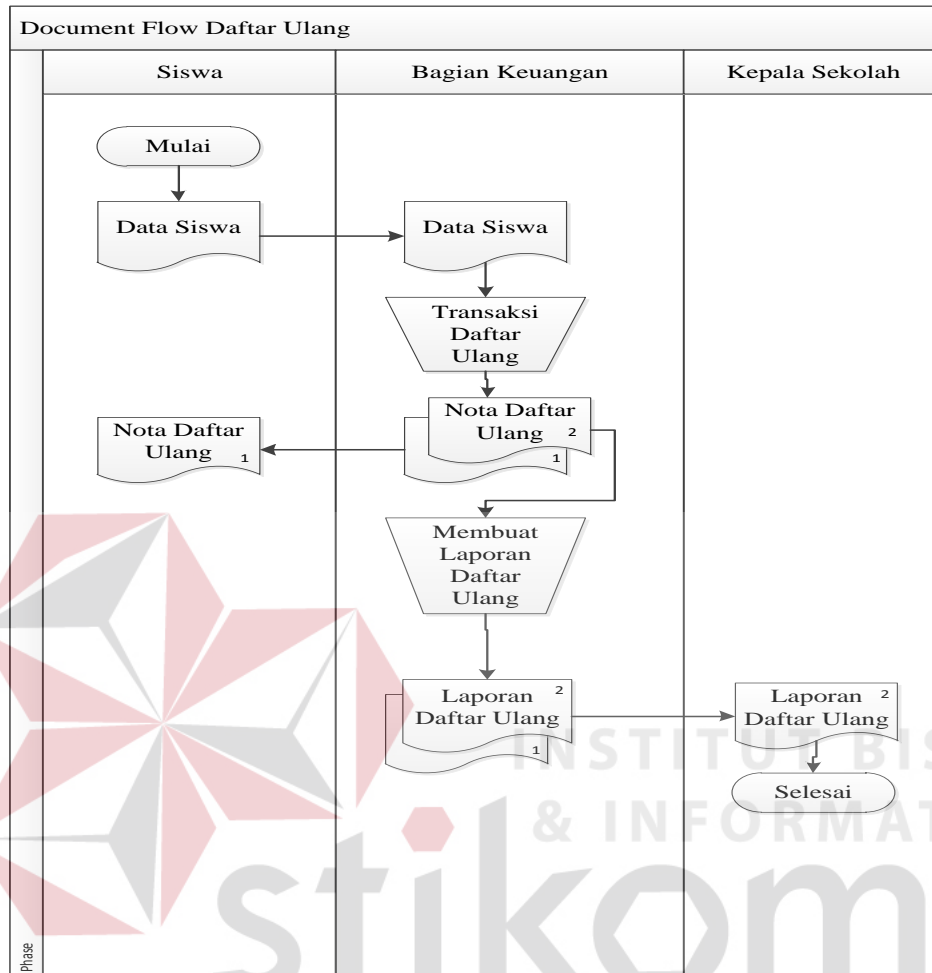 Document Flow Daftar Ulang
Siswa
Bagian Keuangan
Kepala Sekolah
Mulai
Data Siswa
Data Siswa
Transaksi
Daftar
Ulang
Nota Daftar
Ulang 1
Nota Daftar
Ulang 2
1
Membuat
Laporan
Daftar
Ulang
Laporan 2
Daftar Ulang
1
Laporan 2
Daftar Ulang
Selesai
Phase
INSTITUT BIS
& INFORMAT
stikom